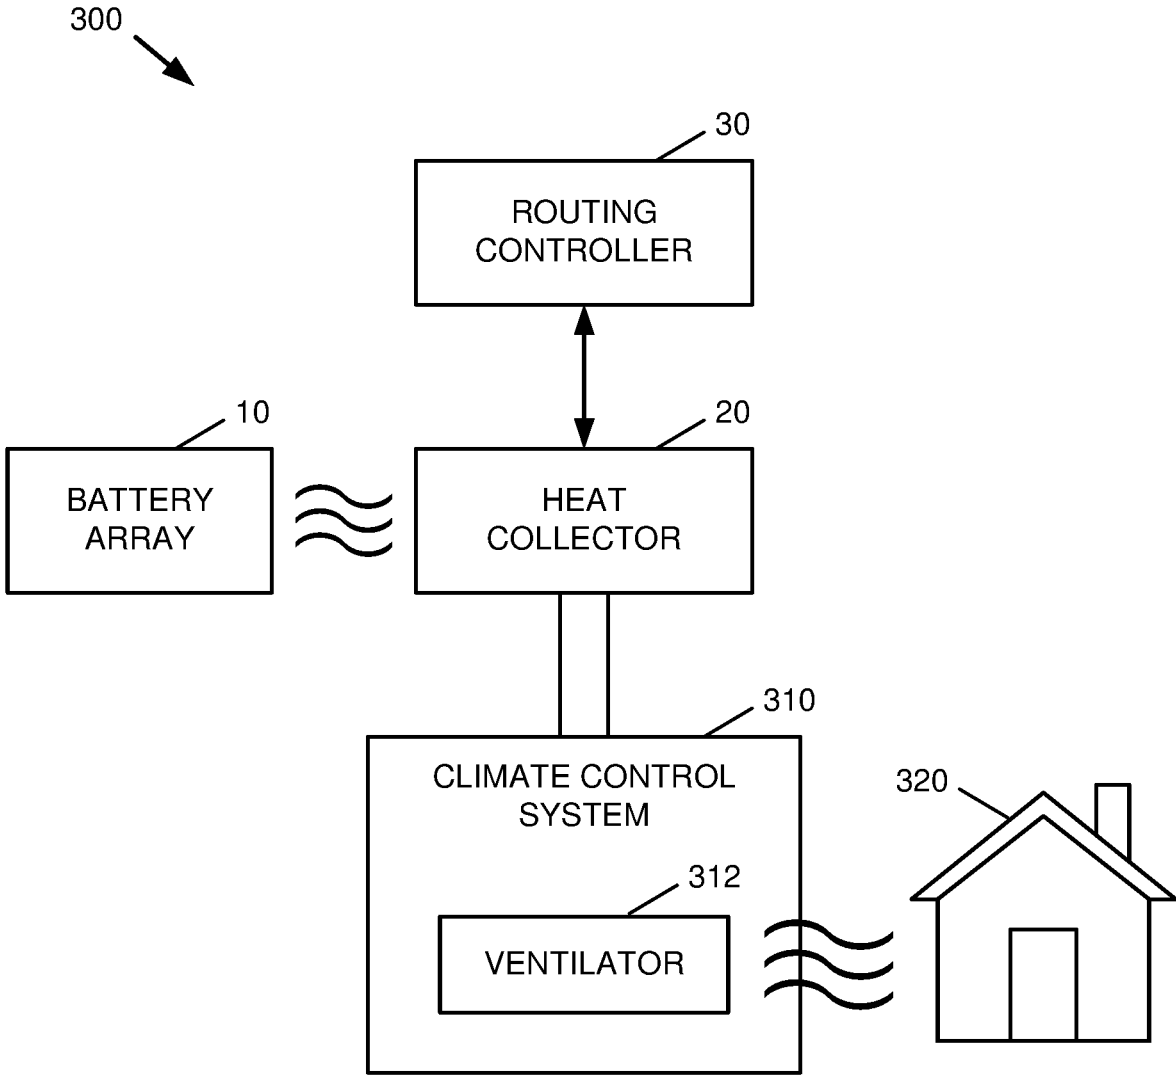 300
30
ROUTING
CONTROLLER
10
20
BATTERY
ARRAY
HEAT
COLLECTOR
310
CLIMATE CONTROL
SYSTEM
320
312
VENTILATOR